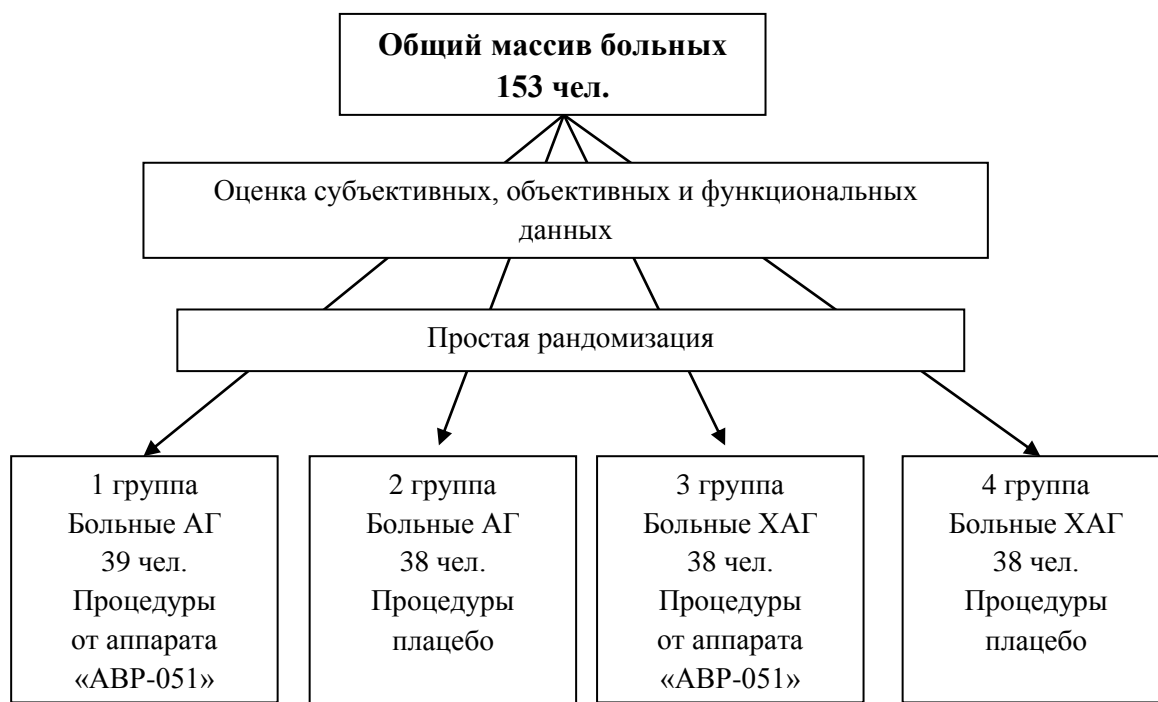 Общий массив больных
153 чел.
Оценка субъективных, объективных и функциональных
данных
Простая рандомизация
1 группа
Больные АГ
39 чел.
Процедуры
от аппарата
«АВР-051»
2 группа
Больные АГ
38 чел.
Процедуры
плацебо
3 группа
Больные ХАГ
38 чел.
Процедуры
от аппарата
«АВР-051»
4 группа
Больные ХАГ
38 чел.
Процедуры
плацебо